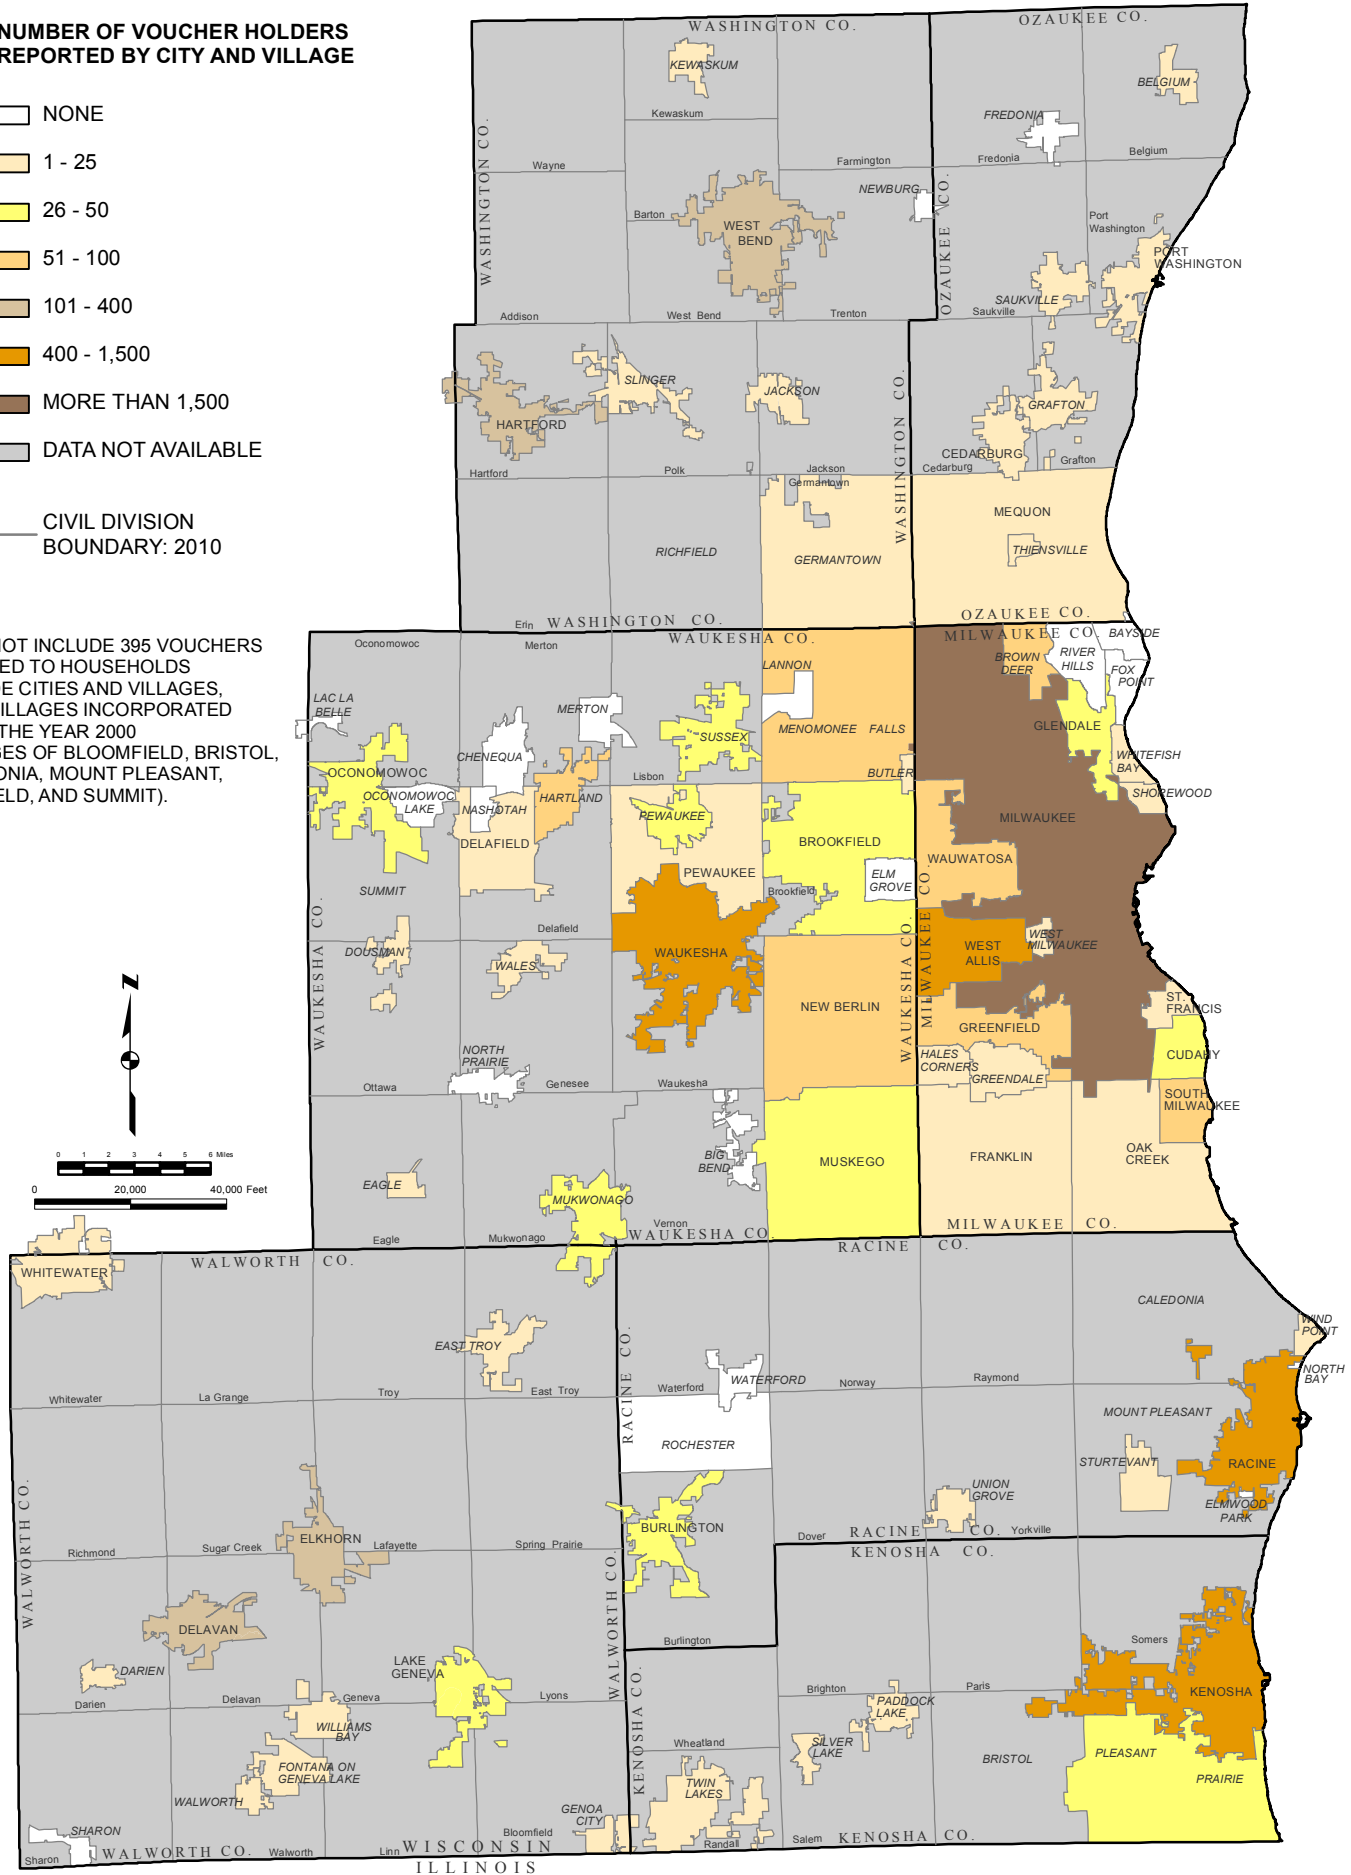 NUMBER OF VOUCHER HOLDERS
REPORTED BY CITY AND VILLAGE
NONE
1 - 25
26 - 50
51 - 100
101 - 400
400 - 1,500
MORE THAN 1,500
DATA NOT AVAILABLE
CIVIL DIVISION
BOUNDARY: 2010
NOT INCLUDE 395 VOUCHERS
ED TO HOUSEHOLDS
E CITIES AND VILLAGES,
ILLAGES INCORPORATED
THE YEAR 2000
GES OF BLOOMFIELD, BRISTOL,
ONIA, MOUNT PLEASANT,
ELD, AND SUMMIT).
Z
0 1 2 3 4 5 6 Miles
0 20,000 40,000 Feet
WASHINGTON CO.
OZAUKEE CO.
KEWASKUM
BELGIUM
Kewaskum
FREDONIA
WASHINGTON CO.
Wayne
Farmington
Fredonia
Belgium
NEWBURG
OZAUKEE CO.
Barton
WEST
BEND
Port
Washington
PORT
WASHINGTON
SAUKVILLE
Addison
West Bend
Trenton
Saukville
SLINGER
JACKSON
WASHINGTON CO.
GRAFTON
HARTFORD
CEDARBURG
Hartford
Polk
Jackson
Cedarburg
Grafton
Germantown
MEQUON
RICHFIELD
GERMANTOWN
THIENSVILLE
Erin
WASHINGTON CO.
OZAUKEE CO.
Oconomowoc
Merton
WAUKESHA CO.
MILWAUKEE CO.
BAYSIDE
LANNON
BROWN
DEER
RIVER
HILLS
FOX
POINT
LAC LA
BELLE
MERTON
CHENEQUA
SUSSEX
MENOMONEE FALLS
GLENDALE
WHITEFISH
BAY
OCONOMOWOC
Lisbon
BUTLER
OCONOMOWOC
LAKE
NASHOTAH
HARTLAND
SHOREWOOD
PEWAUKEE
MILWAUKEE
DELAFIELD
BROOKFIELD
WAUWATOSA
SUMMIT
PEWAUKEE
ELM
GROVE
Brookfield
WAUKESHA CO.
Delafield
WAUKESHA CO.
MILWAUKEE CO.
DOUSMAN
WALES
WAUKESHA
WEST
ALLIS
WEST
MILWAUKEE
NEW BERLIN
ST.
FRANCIS
GREENFIELD
NORTH
PRAIRIE
HALES
CORNERS
GREENDALE
CUDAHY
Ottawa
Genesee
Waukesha
SOUTH
MILWAUKEE
BIG
BEND
MUSKEGO
FRANKLIN
OAK
CREEK
EAGLE
MUKWONAGO
Vernon
Eagle
Mukwonago
WAUKESHA CO.
MILWAUKEE CO.
WALWORTH CO.
RACINE CO.
WHITEWATER
CALEDONIA
WIND
POINT
EAST TROY
RACINE CO.
NORTH
BAY
Whitewater
La Grange
Troy
East Troy
Waterford
WATERFORD
Norway
Raymond
MOUNT PLEASANT
ROCHESTER
STURTEVANT
RACINE
WALWORTH CO.
UNION
GROVE
ELMWOOD
PARK
ELKHORN
BURLINGTON
Dover
RACINE CO.
Yorkville
Richmond
Sugar Creek
Lafayette
Spring Prairie
KENOSHA CO.
WALWORTH CO.
DELAVAN
Burlington
Somers
DARIEN
LAKE
GENEVA
Darien
Delavan
Geneva
Lyons
Brighton
Paris
KENOSHA
KENOSHA CO.
PADDOCK
LAKE
WILLIAMS
BAY
Wheatland
SILVER
LAKE
BRISTOL
PLEASANT
PRAIRIE
FONTANA ON
GENEVA LAKE
TWIN
LAKES
WALWORTH
GENOA
CITY
SHARON
Bloomfield
Sharon
WALWORTH CO.
Walworth
Linn
WISCONSIN
Randall
Salem
KENOSHA CO.
ILLINOIS